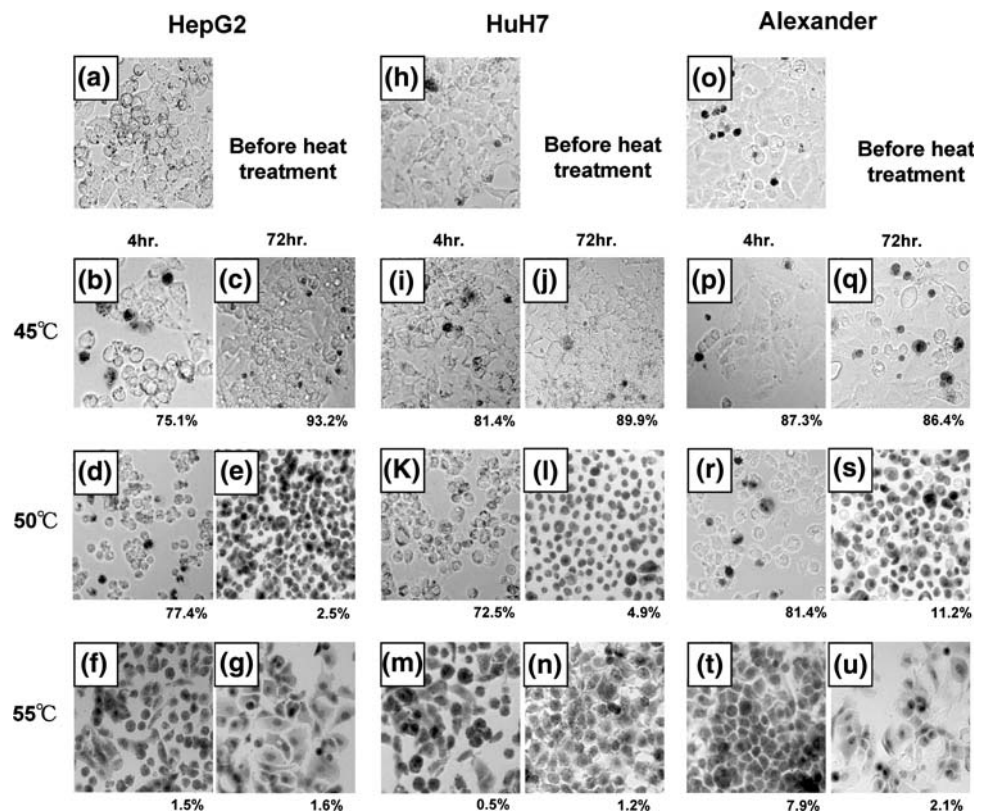 HepG2 HuH7 Alexander
(a) (h) (o)
Before heat treatment Before heat treatment Before heat treatment
4hr. 72hr. 4hr. 72hr. 4hr. 72hr.
45℃ (b) (c) (i) (j) (p) (q)
75.1% 93.2% 81.4% 89.9% 87.3% 86.4%
50℃ (d) (e) (K) (l) (r) (s)
77.4% 2.5% 72.5% 4.9% 81.4% 11.2%
55℃ (f) (g) (m) (n) (t) (u)
1.5% 1.6% 0.5% 1.2% 7.9% 2.1%